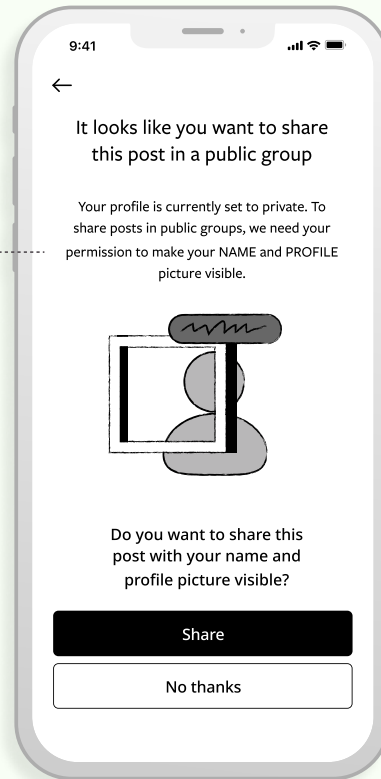 9:41
It looks like you want to share
this post in a public group
Your profile is currently set to private. To
share posts in public groups, we need your
permission to make your NAME and PROFILE
picture visible.
Do you want to share this
post with your name and
profile picture visible?
Share
No thanks